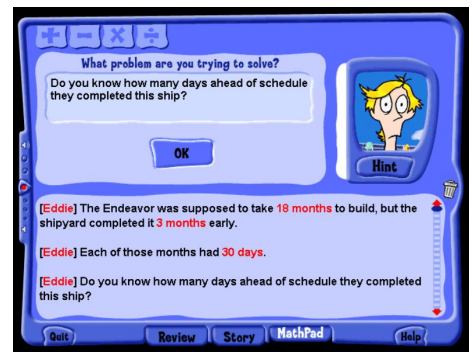 What problem are you trying to solve?
Do you know how many days ahead of schedule
they completed this ship?
OK
Hint
[Eddie] The Endeavor was supposed to take 18 months to build, but the
shipyard completed it 3 months early.
[Eddie] Each of those months had 30 days.
[Eddie] Do you know how many days ahead of schedule they completed
this ship?
Quit
Review
Story
MathPad
Help